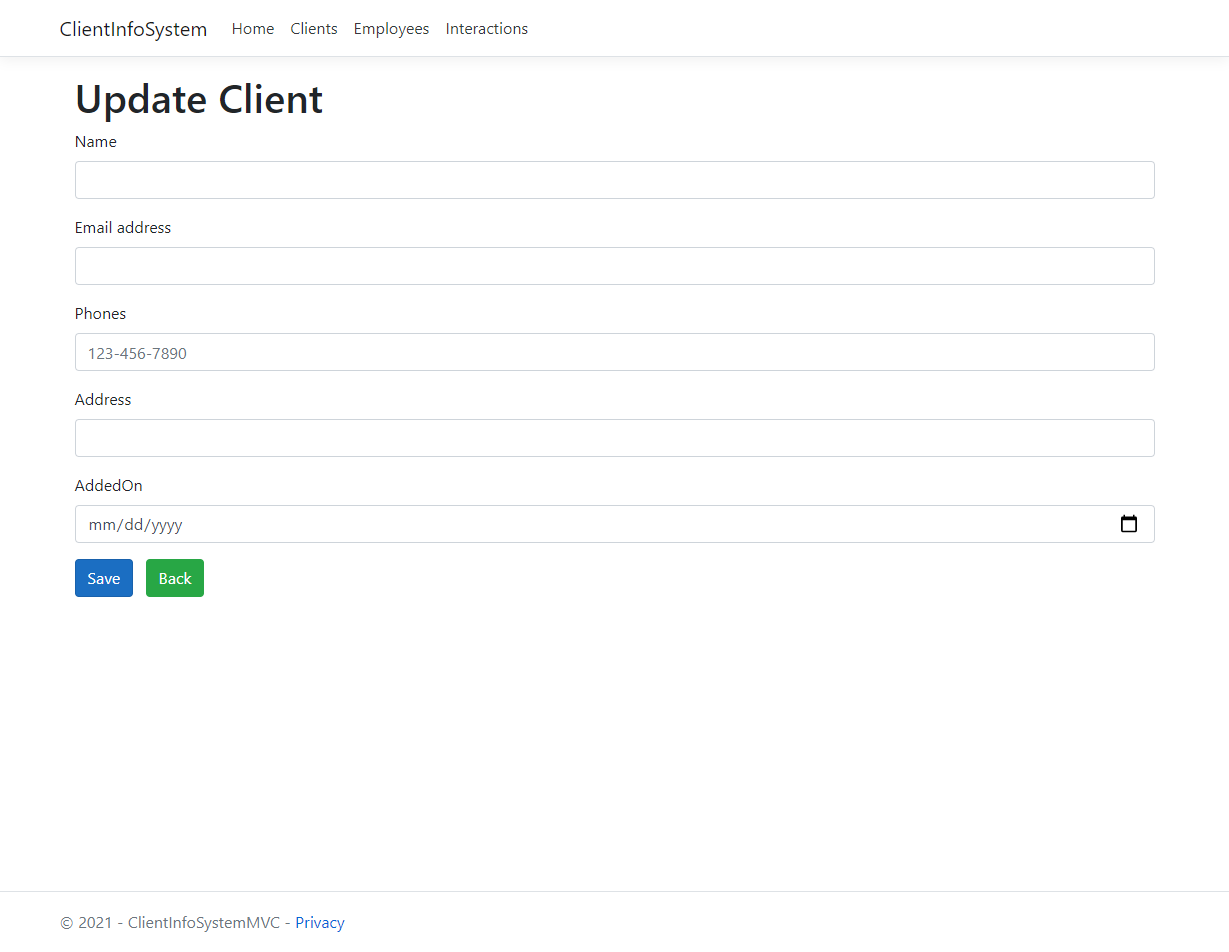 ClientInfoSystem Home Clients Employees Interactions
Update Client
Name
Email address
Phones
123-456-7890
Address
AddedOn
mm/dd/yyyy
Save Back
© 2021 - ClientInfoSystemMVC - Privacy